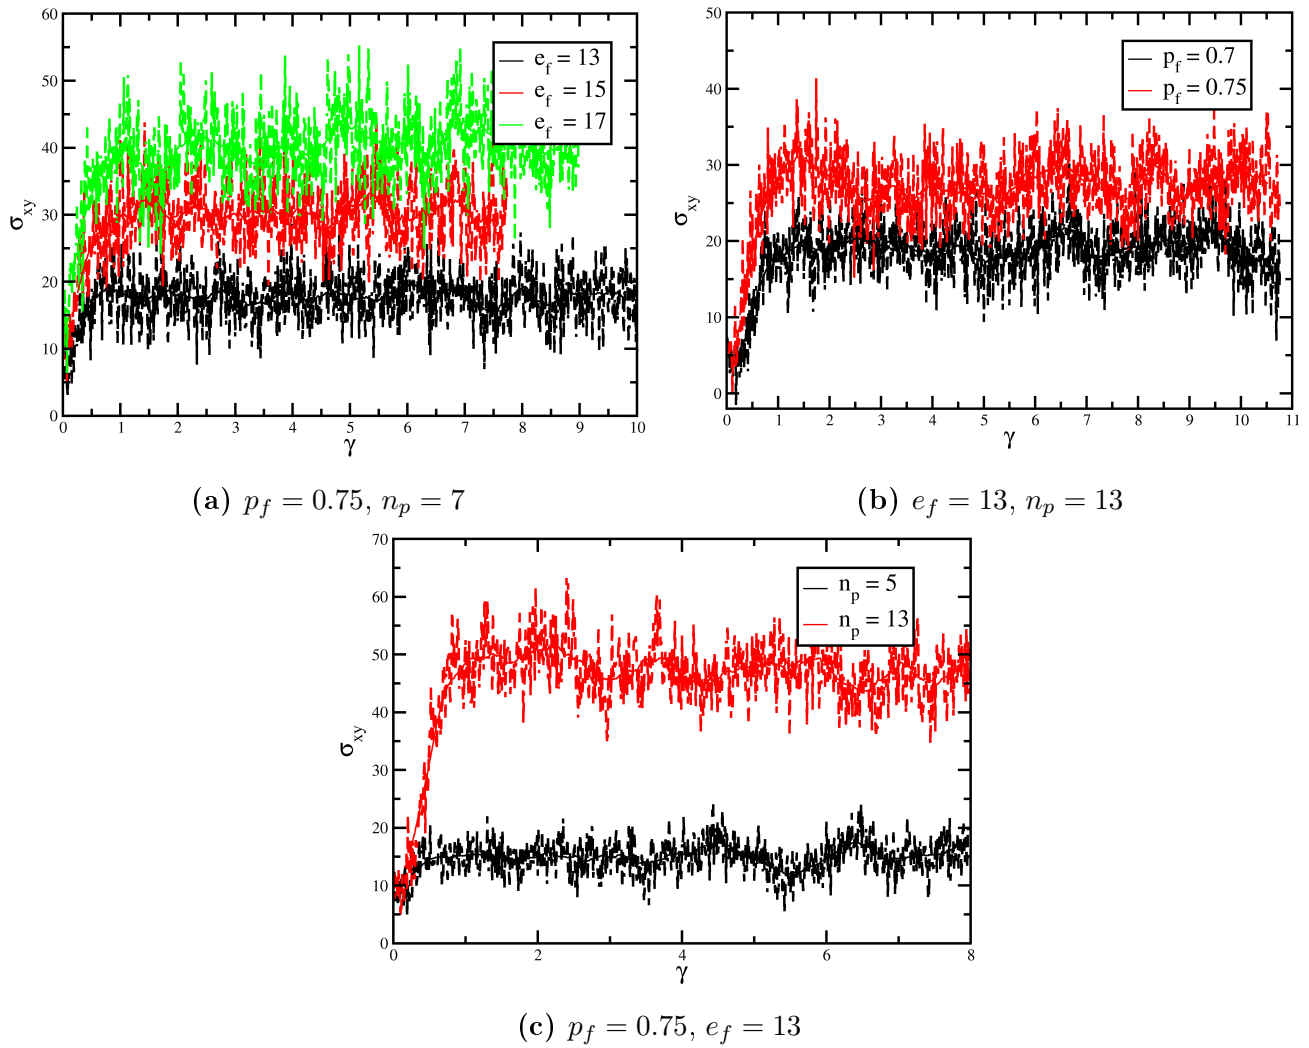 60
50
40
30
20
10
0
σxy
0 1 2 3 4 5 6 7 8 9 10
γ
ef = 13
ef = 15
ef = 17
(a) pf = 0.75, np = 7
50
40
30
20
10
0
σxy
0 1 2 3 4 5 6 7 8 9 10 11
γ
pf = 0.7
pf = 0.75
(b) ef = 13, np = 13
70
60
50
40
30
20
10
0
σxy
0 2 4 6 8
γ
np = 5
np = 13
(c) pf = 0.75, ef = 13